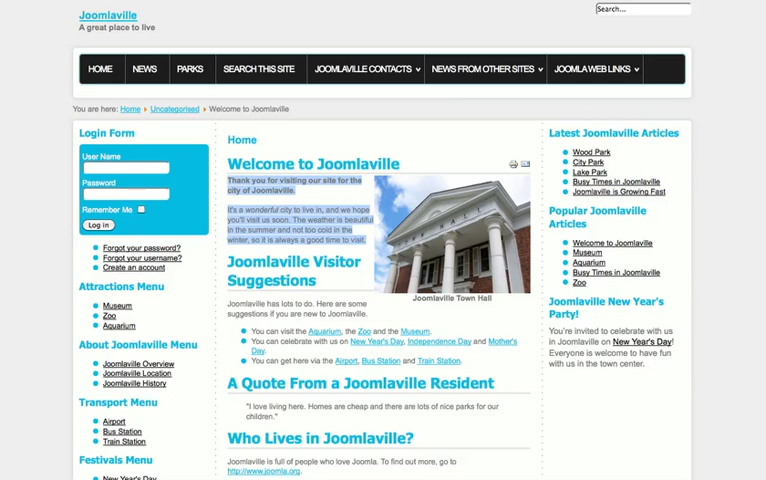 Joomlaville
A great place to live
Search...
HOME NEWS PARKS SEARCH THIS SITE JOOMLAVILLE CONTACTS NEWS FROM OTHER SITES JOOMLA WEB LINKS
You are here: Home Uncategorised Welcome to Joomlaville
Login Form
User Name
Password
Remember Me
Log in
Forgot your password?
Forgot your username?
Create an account
Attractions Menu
Museum
Zoo
Aquarium
About Joomlaville Menu
Joomlaville Overview
Joomlaville Location
Joomlaville History
Transport Menu
Airport
Bus Station
Train Station
Festivals Menu
New Year's Day
Home
Welcome to Joomlaville
Thank you for visiting our site for the
city of Joomlaville.
It's a wonderful city to live in, and we hope
you'll visit us soon. The weather is beautiful
in the summer and not too cold in the
winter, so it is always a good time to visit.
Joomlaville Town Hall
Joomlaville Visitor
Suggestions
Joomlaville has lots to do. Here are some
suggestions if you are new to Joomlaville.
You can visit the Aquarium, the Zoo and the Museum.
You can celebrate with us on New Year's Day, Independence Day and Mother's
Day.
You can get here via the Airport, Bus Station and Train Station.
A Quote From a Joomlaville Resident
"I love living here. Homes are cheap and there are lots of nice parks for our
children."
Who Lives in Joomlaville?
Joomlaville is full of people who love Joomla. To find out more, go to
http://www.joomla.org.
Latest Joomlaville Articles
Wood Park
City Park
Lake Park
Busy Times in Joomlaville
Joomlaville is Growing Fast
Popular Joomlaville
Articles
Welcome to Joomlaville
Museum
Aquarium
Busy Times in Joomlaville
Zoo
Joomlaville New Year's
Party!
You're invited to celebrate with us
in Joomlaville on New Year's Day!
Everyone is welcome to have fun
with us in the town center.